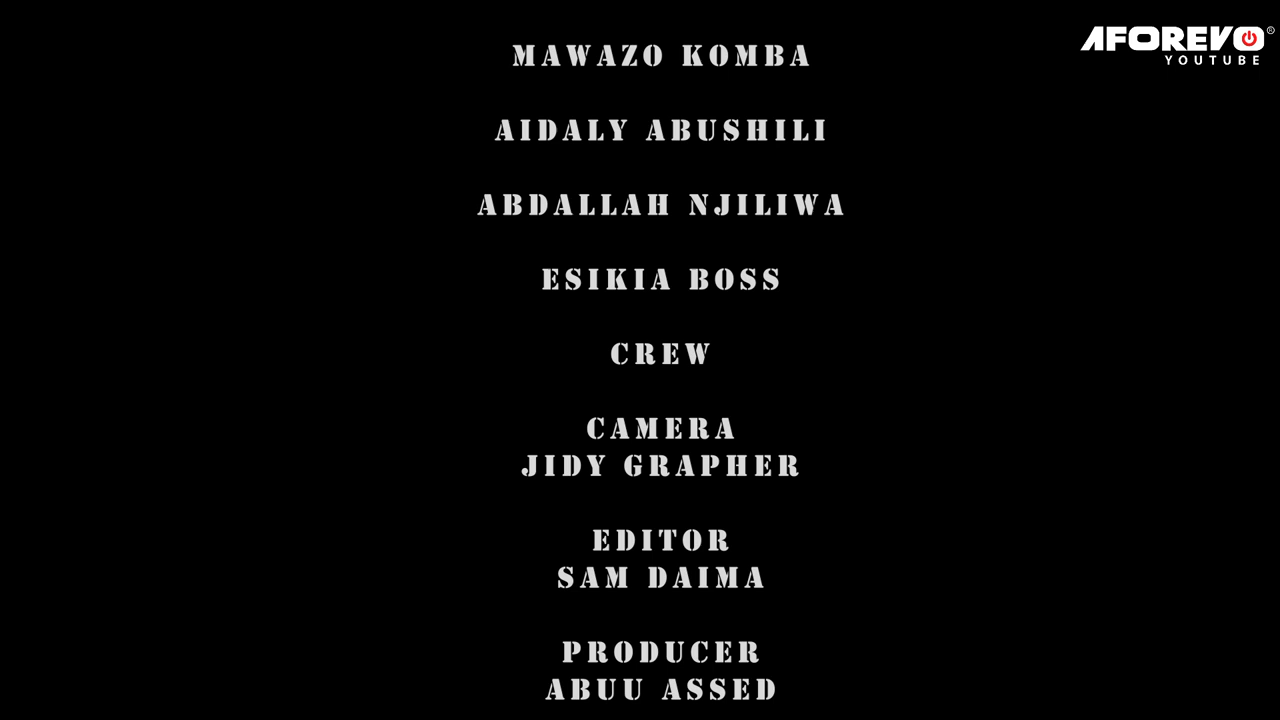 AFOREVO®
YOUTUBE
MAWAZO KOMBA
AIDALY ABUSHILI
ABDALLAH NJILIWA
ESIKIA BOSS
CREW
CAMERA
JIDY GRAPHER
EDITOR
SAM DAIMA
PRODUCER
ABUU ASSED